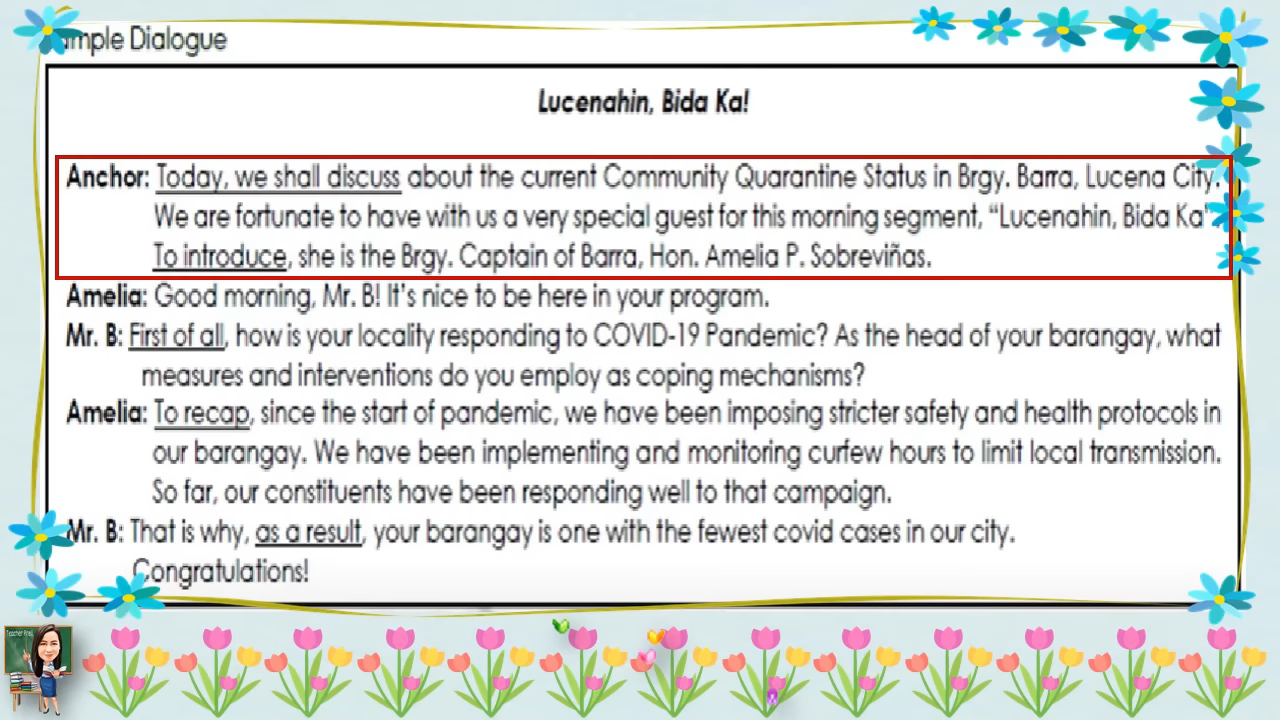 mple Dialogue
Lucenahin, Bida Ka!
Anchor: Today, we shall discuss about the current Community Quarantine Status in Brgy. Barra, Lucena City.
We are fortunate to have with us a very special guest for this morning segment, “Lucenahin, Bida Ka”.
To introduce, she is the Brgy. Captain of Barra, Hon. Amelia P. Sobreviñas.
Amelia: Good morning, Mr. B! It’s nice to be here in your program.
Mr. B: First of all, how is your locality responding to COVID-19 Pandemic? As the head of your barangay, what
measures and interventions do you employ as coping mechanisms?
Amelia: To recap, since the start of pandemic, we have been imposing stricter safety and health protocols in
our barangay. We have been implementing and monitoring curfew hours to limit local transmission.
So far, our constituents have been responding well to that campaign.
Mr. B: That is why, as a result, your barangay is one with the fewest covid cases in our city.
Congratulations!